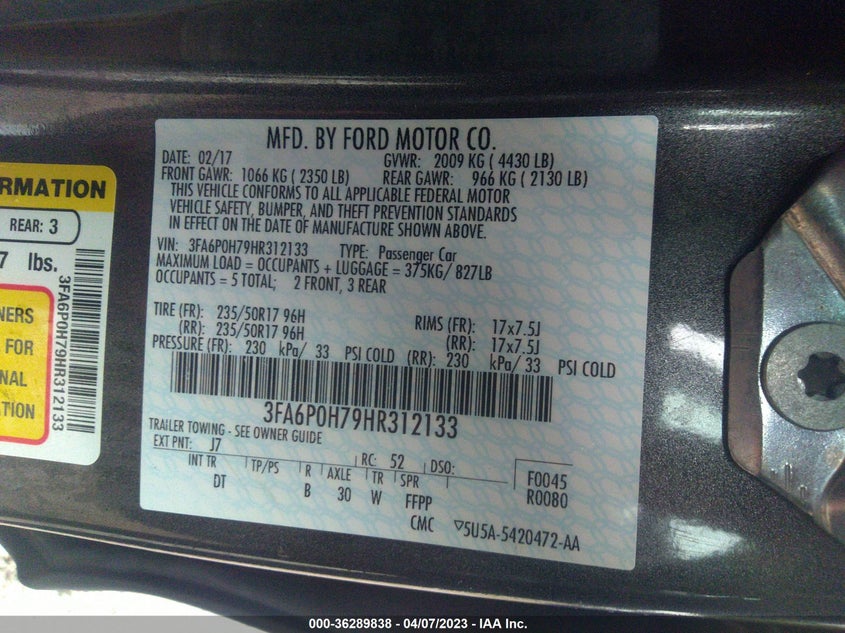 MFD. BY FORD MOTOR CO.
DATE: 02/17 GVWR: 2009 KG ( 4430 LB)
FRONT GAWR: 1066 KG ( 2350 LB) REAR GAWR: 966 KG ( 2130 LB)
THIS VEHICLE CONFORMS TO ALL APPLICABLE FEDERAL MOTOR
VEHICLE SAFETY, BUMPER, AND THEFT PREVENTION STANDARDS
IN EFFECT ON THE DATE OF MANUFACTURE SHOWN ABOVE.
VIN: 3FA6P0H79HR312133 TYPE: Passenger Car
MAXIMUM LOAD = OCCUPANTS + LUGGAGE = 375KG/ 827LB
OCCUPANTS = 5 TOTAL; 2 FRONT, 3 REAR
TIRE (FR): 235/50R17 96H RIMS (FR): 17x7.5J
(RR): 235/50R17 96H (RR): 17x7.5J
PRESSURE (FR): 230 kPa/ 33 PSI COLD (RR): 230 kPa/ 33 PSI COLD
3FA6P0H79HR312133
TRAILER TOWING - SEE OWNER GUIDE
EXT PNT: J7 RC: 52 DSO:
INT TR TP/PS R AXLE TR SPR
DT B 30 W FFPP
F0045
R0080
CMC ▽5U5A-5420472-AA
RMATION
REAR: 3
7 lbs.
NERS
FOR
NAL
TION
3FA6P0H79HR312133
000-36289838 - 04/07/2023 - IAA Inc.